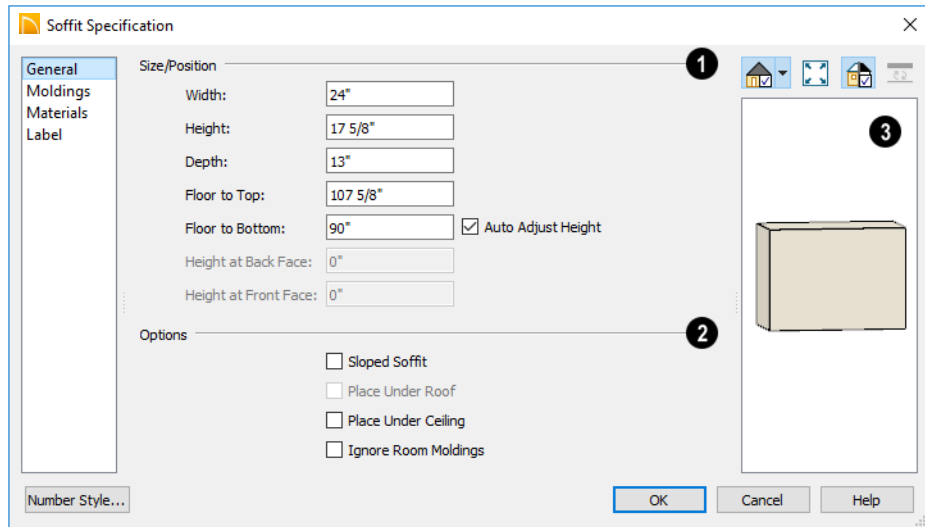 Soffit Specification
General
Moldings
Materials
Label
Size/Position 1
Width: 24"
Height: 17 5/8"
Depth: 13"
Floor to Top: 107 5/8"
Floor to Bottom: 90" Auto Adjust Height
Height at Back Face: 0"
Height at Front Face: 0"
Options 2
Sloped Soffit
Place Under Roof
Place Under Ceiling
Ignore Room Moldings
3
Number Style... OK Cancel Help